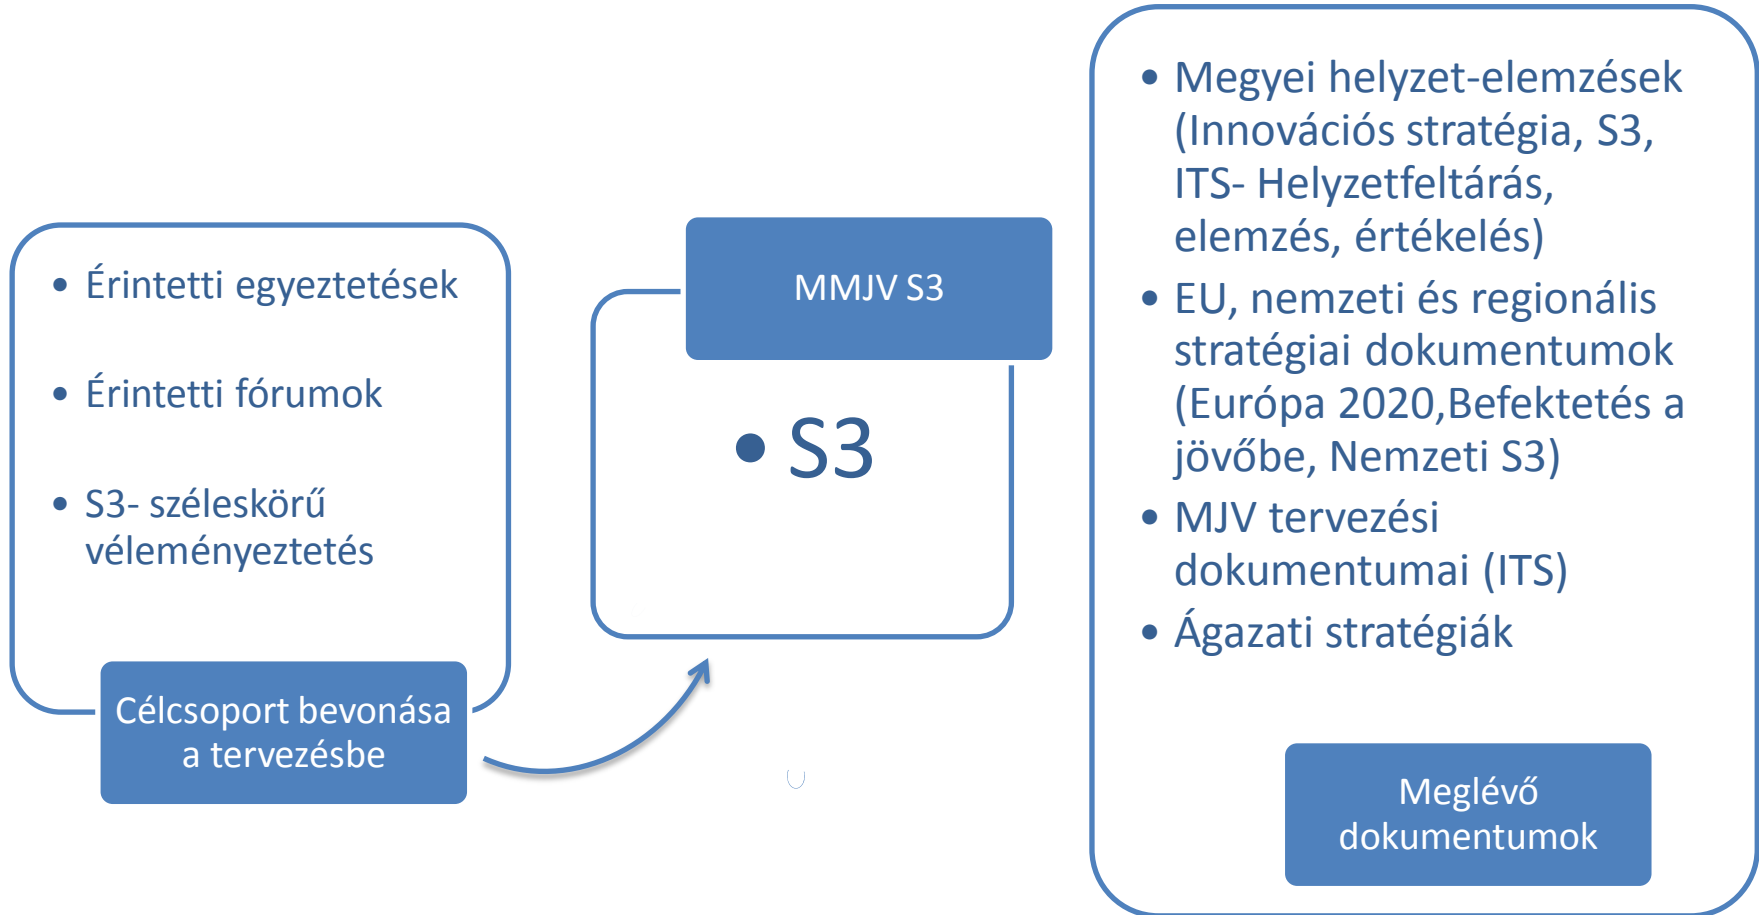 • Érintetti egyeztetések
• Érintetti fórumok
• S3- széleskörű
véleményeztetés
Célcsoport bevonása
a tervezésbe
MMJV S3
• S3
• Megyei helyzet-elemzések
(Innovációs stratégia, S3,
ITS- Helyzetfeltárás,
elemzés, értékelés)
• EU, nemzeti és regionális
stratégiai dokumentumok
(Európa 2020,Befektetés a
jövőbe, Nemzeti S3)
• MJV tervezési
dokumentumai (ITS)
• Ágazati stratégiák
Meglévő
dokumentumok